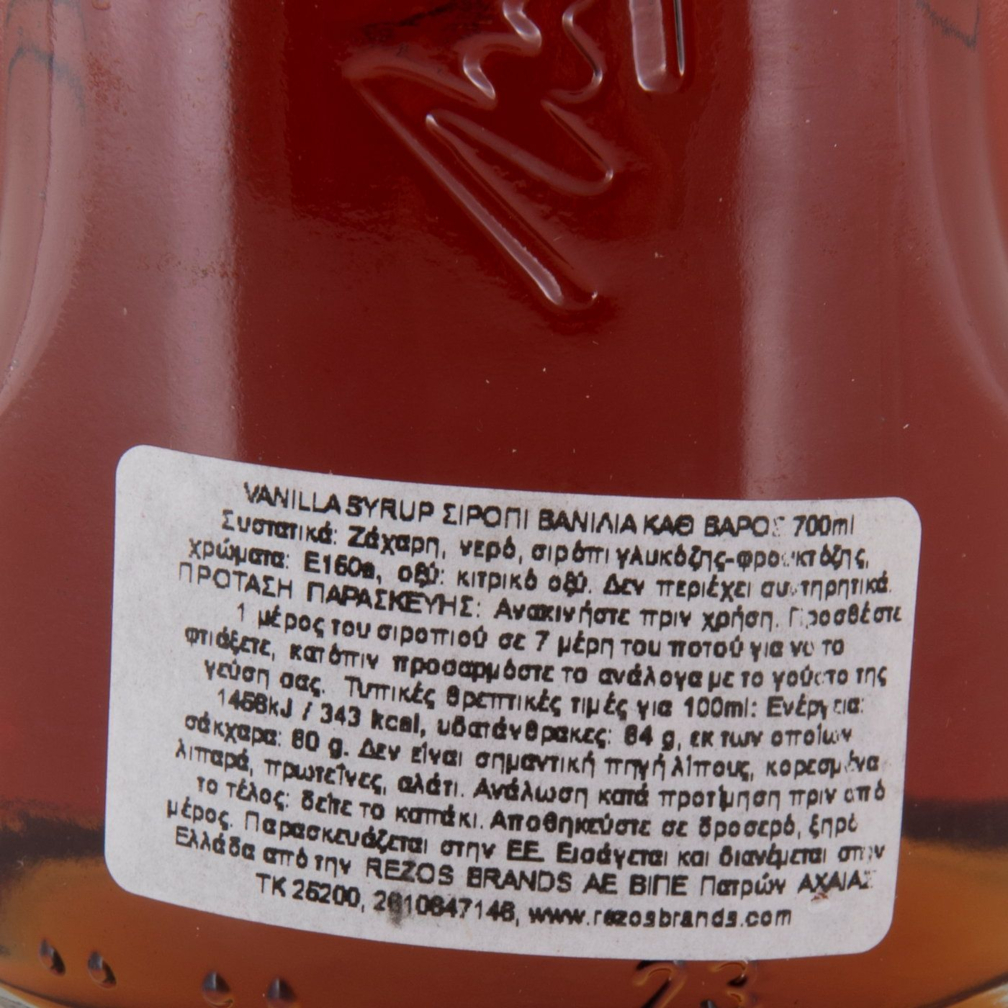 VANILLA SYRUP ΣΙΡΟΠΙ ΒΑΝΙΛΙΑ ΚΑΘ ΒΑΡΟΣ 700ml
Συστατικά: Ζάχαρη, νερό, σιρόπι γλυκόζης-φρουκτόζης,
χρώματα: E160a, οξύ: κιτρικό οξύ. Δεν περιέχει συντηρητικά.
ΠΡΟΤΑΣΗ ΠΑΡΑΣΚΕΥΗΣ: Ανακινήστε πριν χρήση. Προσθέστε
1 μέρος του σιροπιού σε 7 μέρη του ποτού για να το
φτιάξετε, κατόπιν προσαρμόστε το ανάλογα με το γούστο της
γεύση σας. Τυπικές θρεπτικές τιμές για 100ml: Ενέργεια:
1458kJ / 343 kcal, υδατάνθρακες: 84 g, εκ των οποίων
σάκχαρα: 80 g. Δεν είναι σημαντική πηγή λίπους, κορεσμένα
λιπαρά, πρωτεΐνες, αλάτι. Ανάλωση κατά προτίμηση πριν από
το τέλος: δείτε το καπάκι. Αποθηκεύστε σε δροσερό, ξηρό
μέρος. Παρασκευάζεται στην ΕΕ. Εισάγεται και διανέμεται στην
Ελλάδα από την REZOS BRANDS ΑΕ ΒΙΠΕ Πατρών ΑΧΑΙΑΣ
ΤΚ 25200, 2610647146, www.rezosbrands.com
23